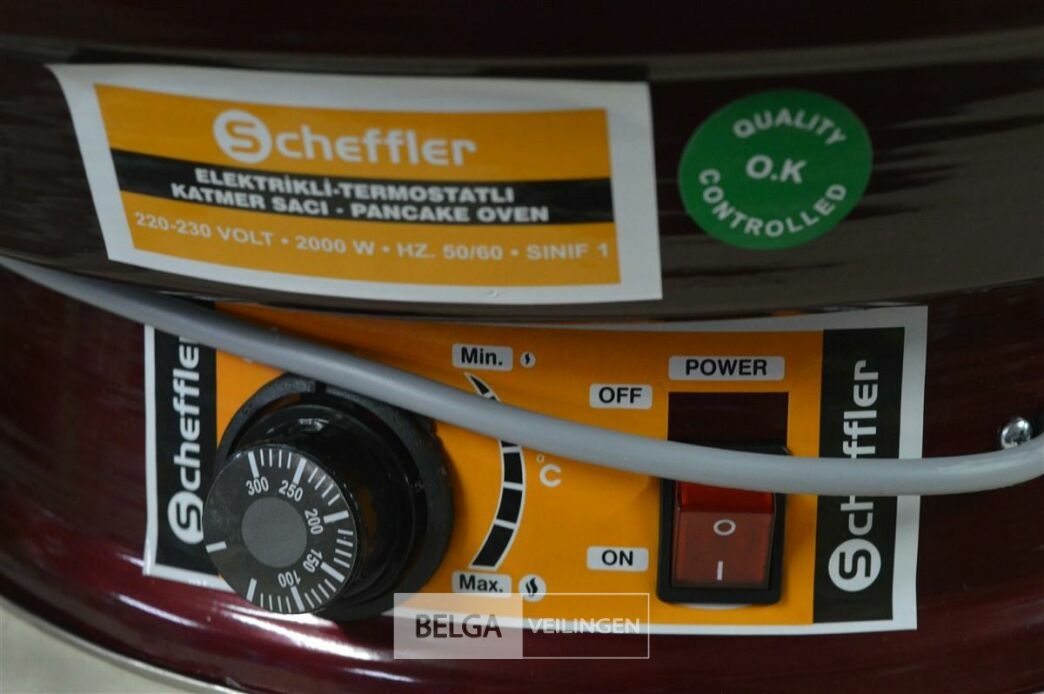 Scheffler
ELEKTRİKLİ-TERMOSTATLI
KATMER SACI - PANCAKE OVEN
220-230 VOLT • 2000 W • HZ. 50/60 • SINIF 1
QUALITY
O.K
CONTROLLED
Scheffler
Min.
°C
Max.
300 250 200 150 100
POWER
OFF
ON
O
I
Scheffler
BELGA VEILINGEN